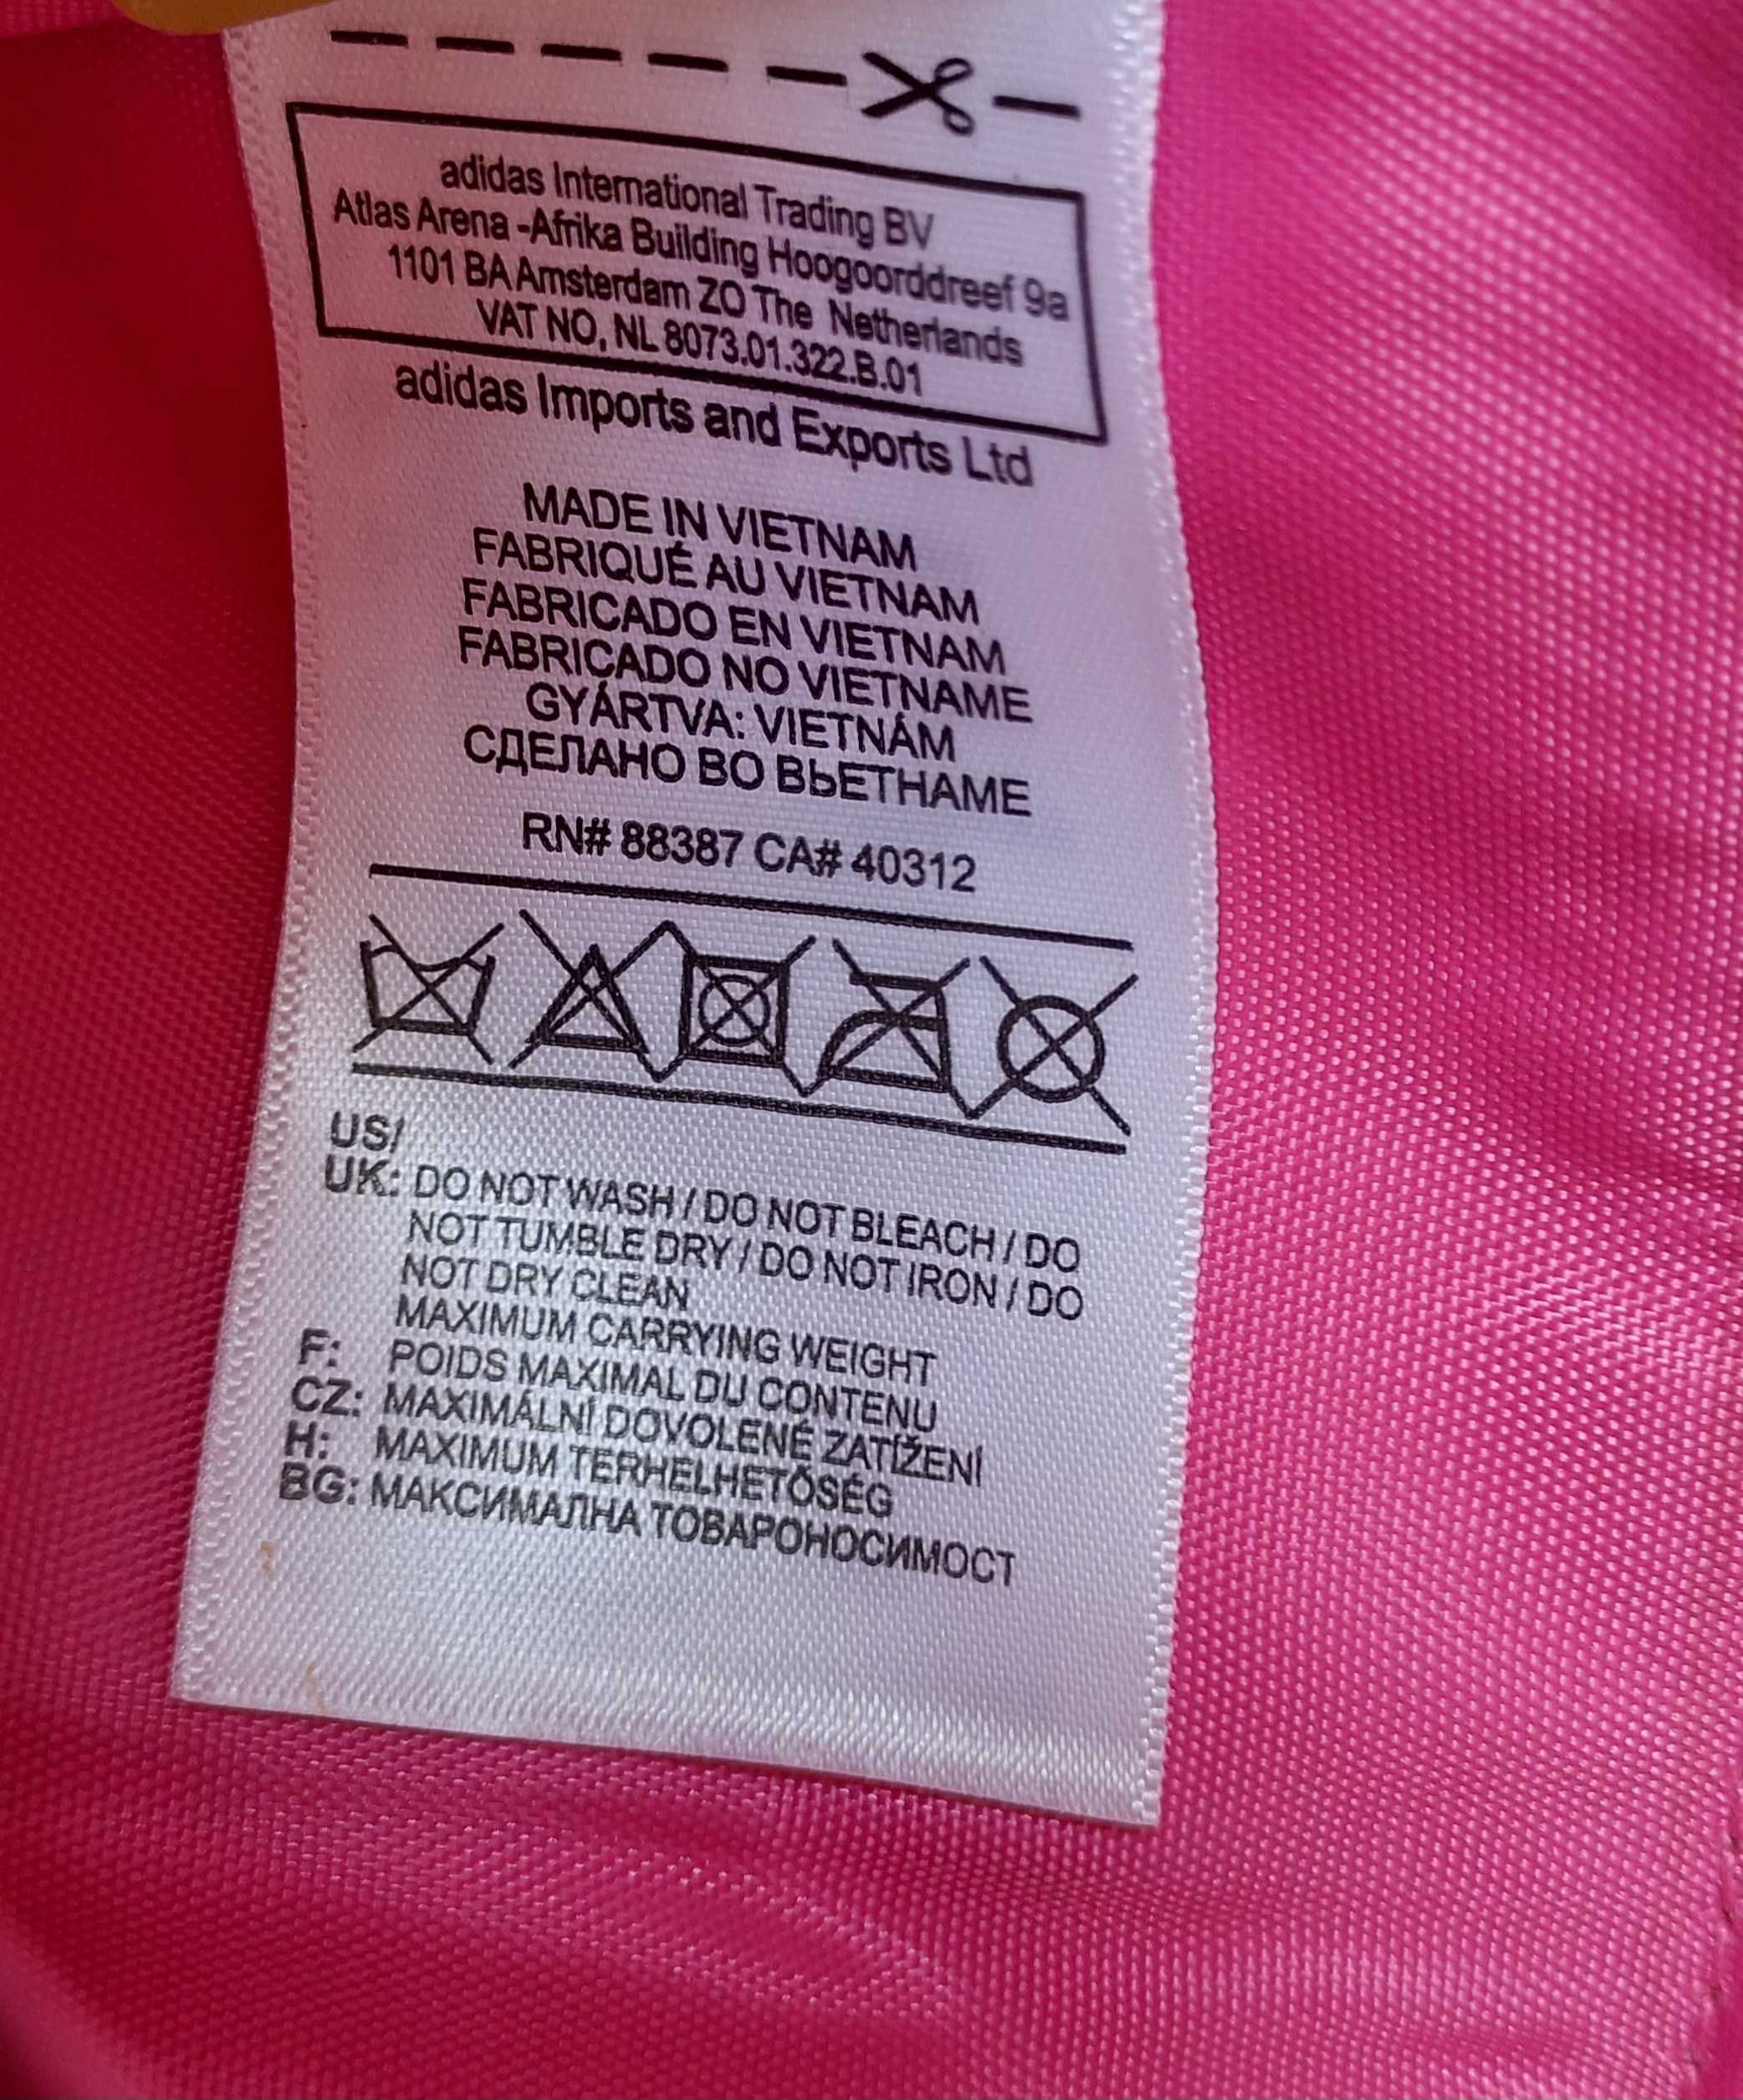 adidas International Trading BV
Atlas Arena -Afrika Building Hoogoorddreef 9a
1101 BA Amsterdam ZO The Netherlands
VAT NO, NL 8073.01.322.B.01
adidas Imports and Exports Ltd
MADE IN VIETNAM
FABRIQUÉ AU VIETNAM
FABRICADO EN VIETNAM
FABRICADO NO VIETNAME
GYÁRTVA: VIETNÁM
СДЕЛАНО ВО ВЬЕТНАМЕ
RN# 88387 CA# 40312
US/
UK: DO NOT WASH / DO NOT BLEACH / DO
NOT TUMBLE DRY / DO NOT IRON / DO
NOT DRY CLEAN
MAXIMUM CARRYING WEIGHT
F: POIDS MAXIMAL DU CONTENU
CZ: MAXIMÁLNÍ DOVOLENÉ ZATÍŽENÍ
H: MAXIMUM TERHELHETŐSÉG
BG: МАКСИМАЛНА ТОВАРОНОСИМОСТ